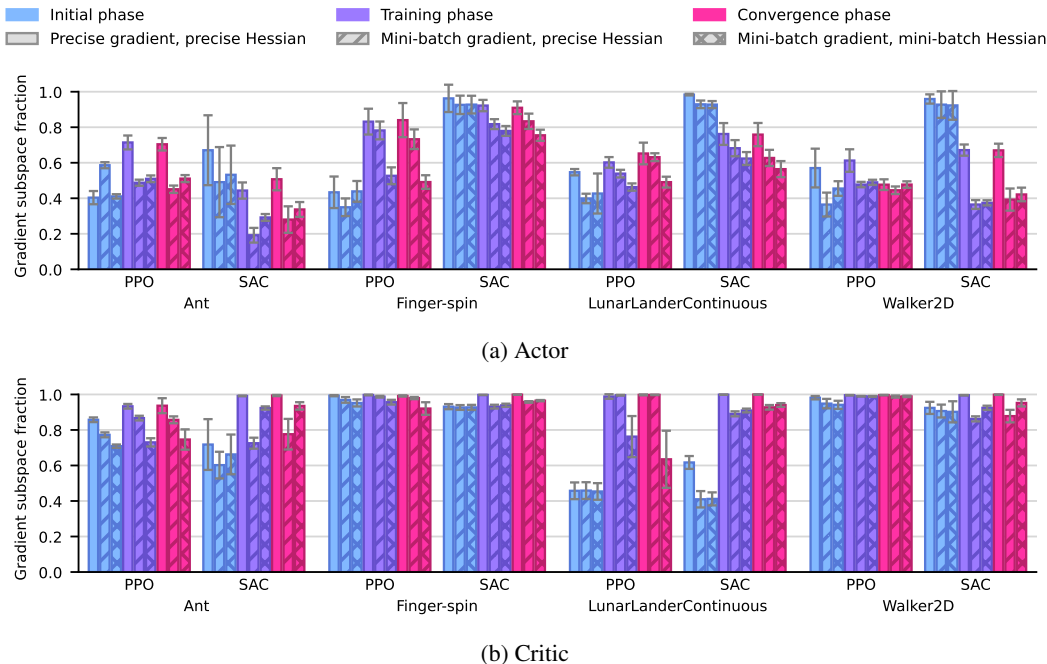 Initial phase Training phase Convergence phase
Precise gradient, precise Hessian Mini-batch gradient, precise Hessian Mini-batch gradient, mini-batch Hessian
Gradient subspace fraction
1.0
0.8
0.6
0.4
0.2
0.0
PPO SAC PPO SAC PPO SAC PPO SAC
Ant Finger-spin LunarLanderContinuous Walker2D
(a) Actor
Gradient subspace fraction
1.0
0.8
0.6
0.4
0.2
0.0
PPO SAC PPO SAC PPO SAC PPO SAC
Ant Finger-spin LunarLanderContinuous Walker2D
(b) Critic